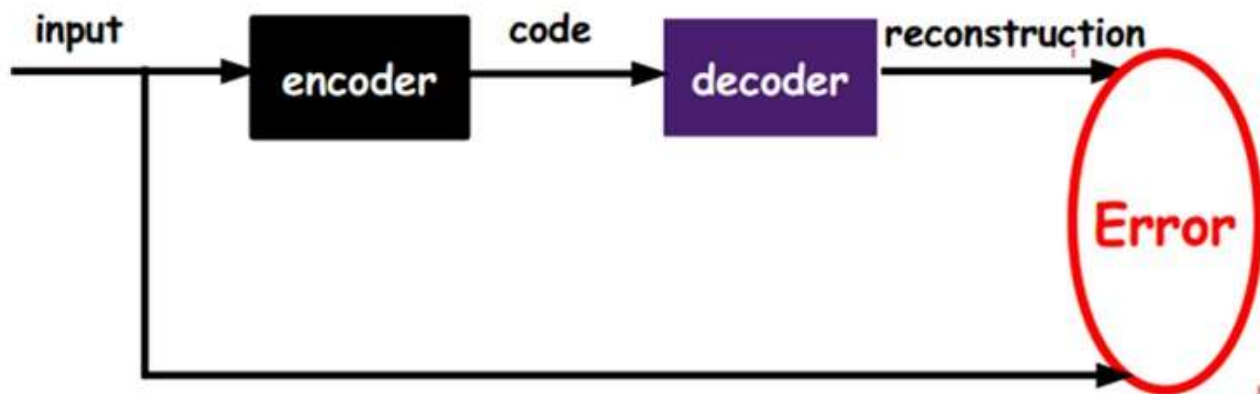 input
code
reconstruction
encoder
decoder
Error